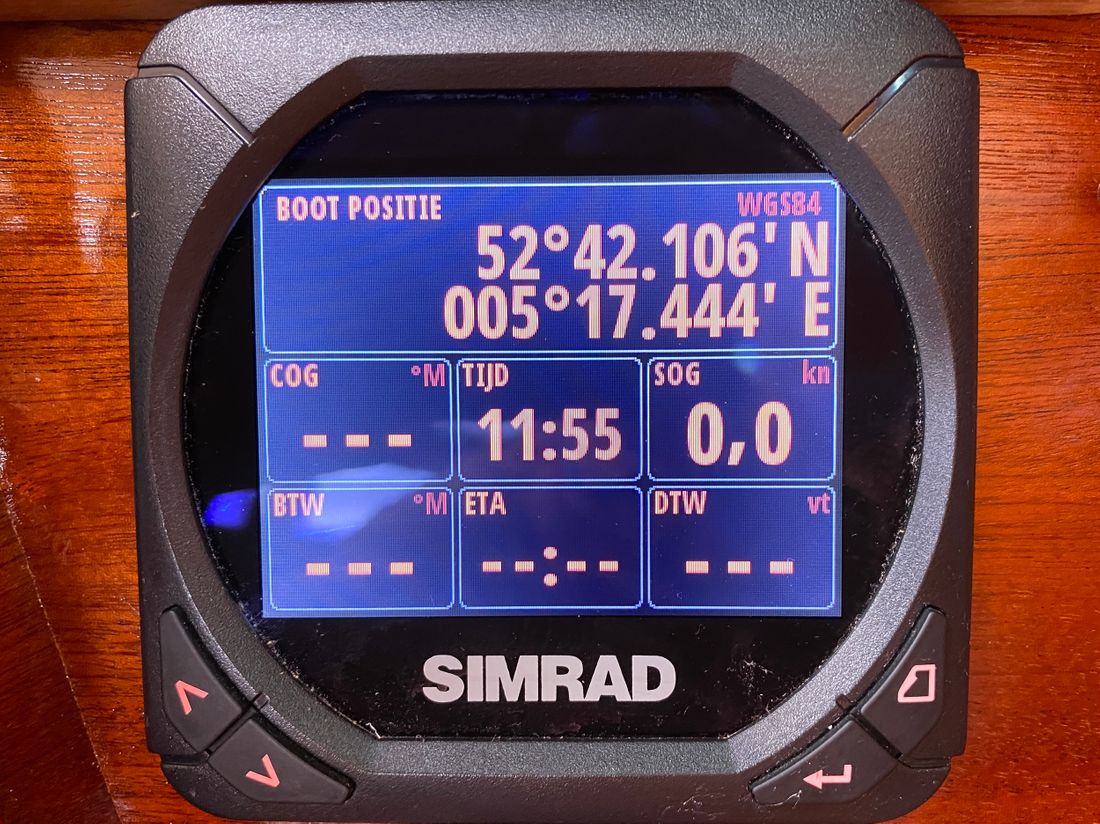 BOOT POSITIE WGS84
52°42.106' N
005°17.444' E
COG °M TIJD SOG kn
--- 11:55 0,0
BTW °M ETA DTW vt
--- --:-- ---
SIMRAD